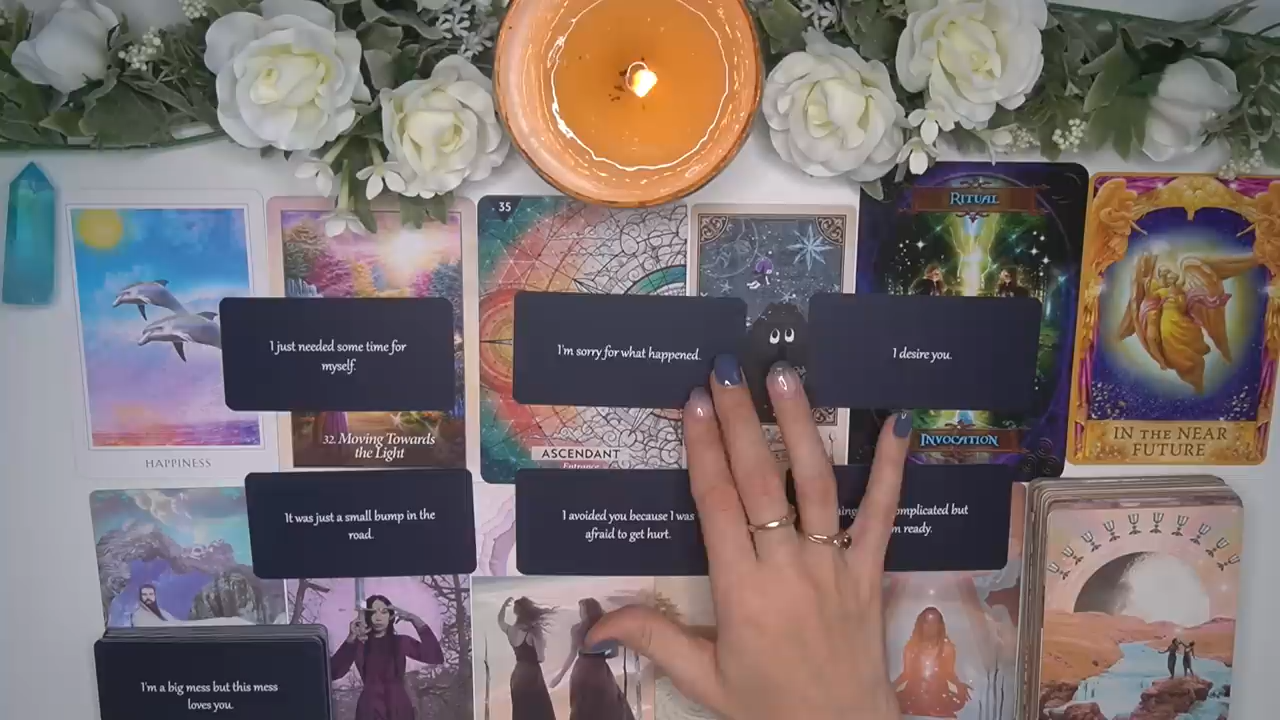 35
RITUAL
I just needed some time for
myself.
I'm sorry for what happened.
I desire you.
HAPPINESS
32. Moving Towards
the Light
ASCENDANT
Entrance
INVOCATION
IN THE NEAR
FUTURE
It was just a small bump in the
road.
I avoided you because I was
afraid to get hurt.
complicated but
ready.
I'm a big mess but this mess
loves you.